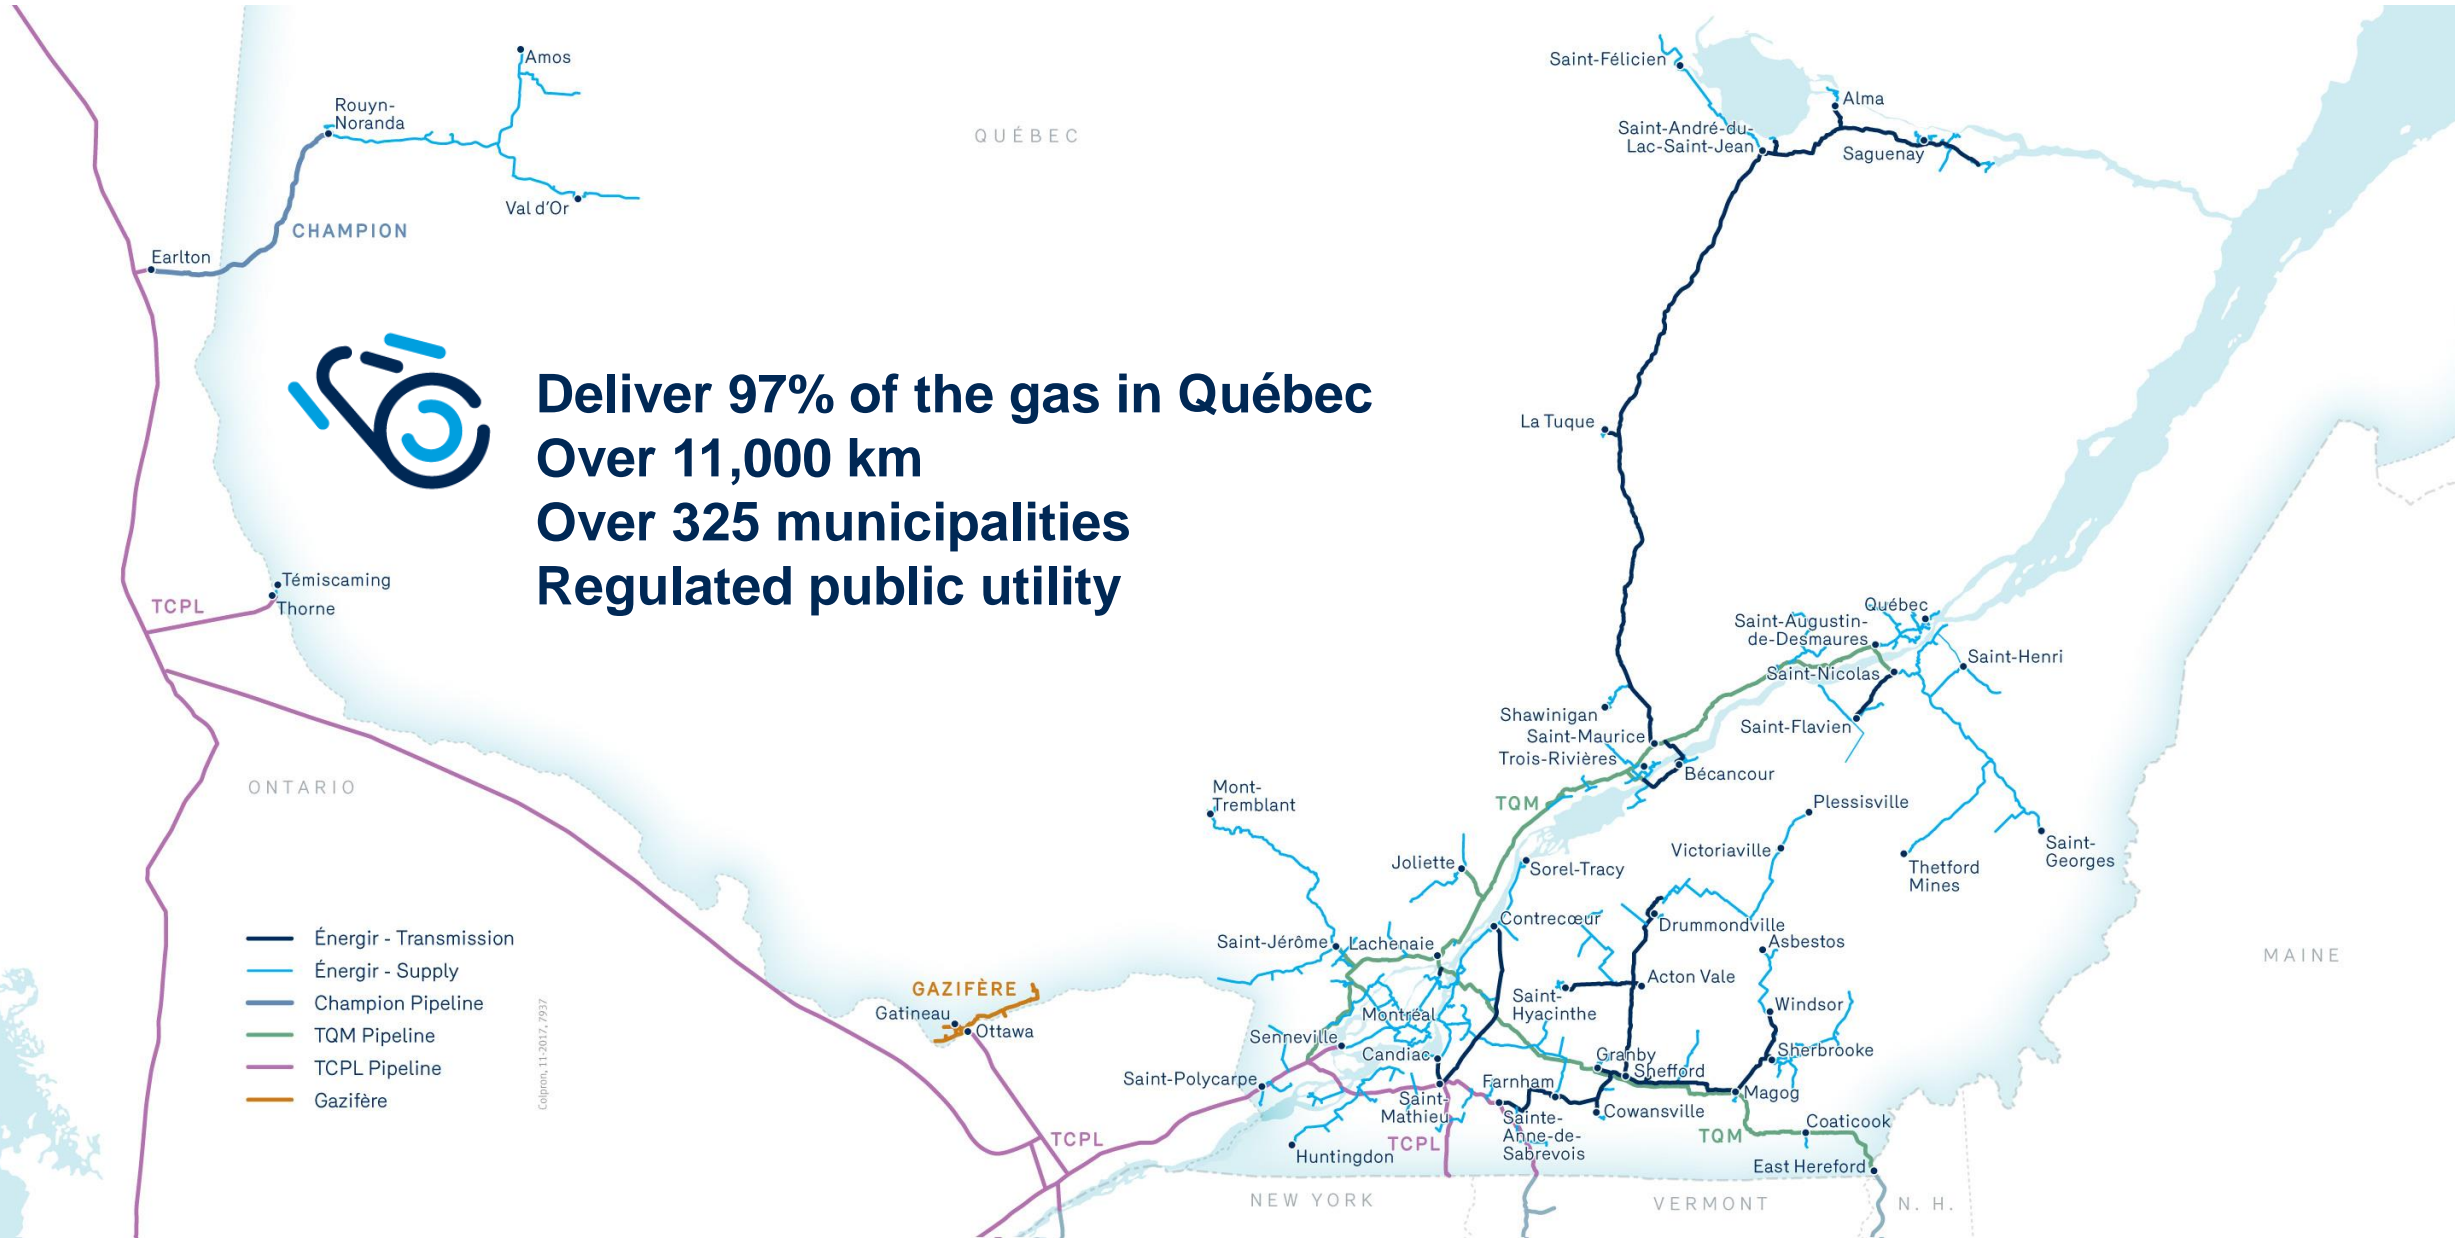 Amos
Rouyn-
Noranda
Val d'Or
CHAMPION
Earlton
QUÉBEC
Saint-Félicien
Alma
Saint-André-du-
Lac-Saint-Jean
Saguenay
Deliver 97% of the gas in Québec
Over 11,000 km
Over 325 municipalities
Regulated public utility
La Tuque
Témiscaming
TCPL
Thorne
Québec
Saint-Augustin-
de-Desmaures
Saint-Henri
Saint-Nicolas
Shawinigan
Saint-Flavien
Saint-Maurice
Trois-Rivières
Bécancour
ONTARIO
Mont-
Tremblant
TQM
Plessisville
Saint-
Georges
Victoriaville
Joliette
Sorel-Tracy
Thetford
Mines
Contrecœur
Drummondville
Saint-Jérôme
Lachenaie
Asbestos
MAINE
Énergir - Transmission
Énergir - Supply
Champion Pipeline
TQM Pipeline
TCPL Pipeline
Gazifère
Colpron, 11-2017, 7937
GAZIFÈRE
Gatineau
Ottawa
Acton Vale
Saint-
Hyacinthe
Windsor
Montréal
Senneville
Candiac
Granby
Sherbrooke
Shefford
Saint-Polycarpe
Farnham
Magog
Saint-
Mathieu
Sainte-
Anne-de-
Sabrevois
Cowansville
Coaticook
TCPL
TCPL
TQM
Huntingdon
East Hereford
NEW YORK
VERMONT
N. H.